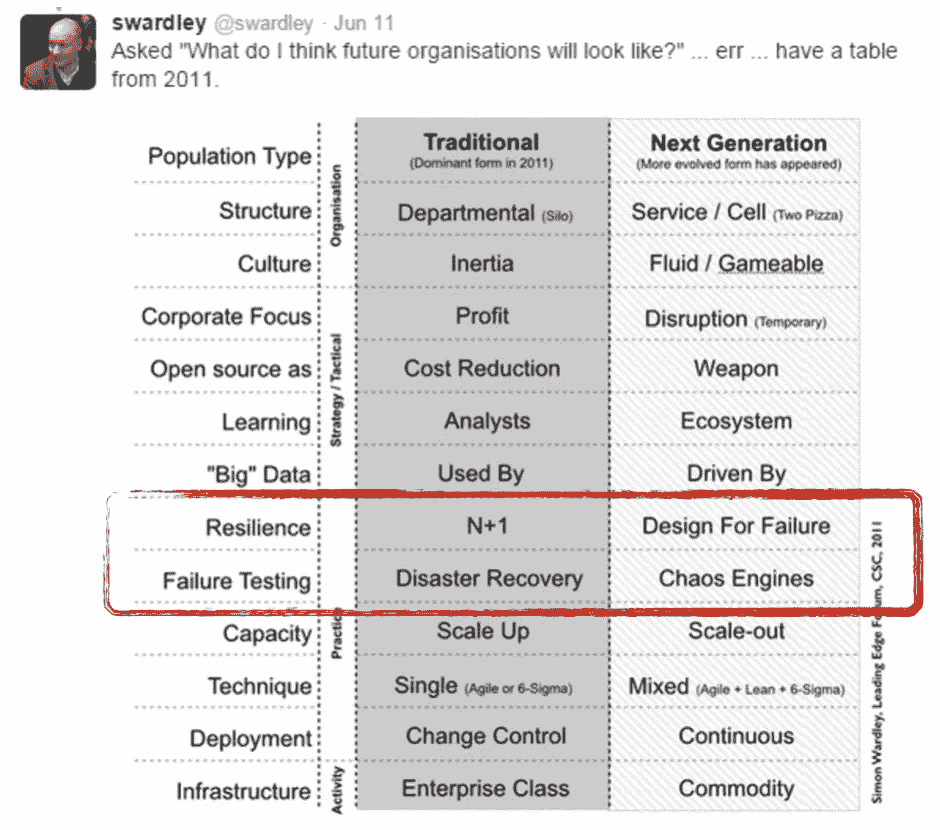 swardley @swardley · Jun 11
Asked "What do I think future organisations will look like?" ... err ... have a table
from 2011.
Population Type Traditional Next Generation
(Dominant form in 2011) (More evolved form has appeared)
Organisation
Structure Departmental (Silo) Service / Cell (Two Pizza)
Culture Inertia Fluid / Gameable
Strategy / Tactical
Corporate Focus Profit Disruption (Temporary)
Open source as Cost Reduction Weapon
Learning Analysts Ecosystem
"Big" Data Used By Driven By
Practice
Resilience N+1 Design For Failure
Failure Testing Disaster Recovery Chaos Engines
Capacity Scale Up Scale-out
Technique Single (Agile or 6-Sigma) Mixed (Agile + Lean + 6-Sigma)
Deployment Change Control Continuous
Activity
Infrastructure Enterprise Class Commodity
Simon Wardley, Leading Edge Forum, CSC, 2011